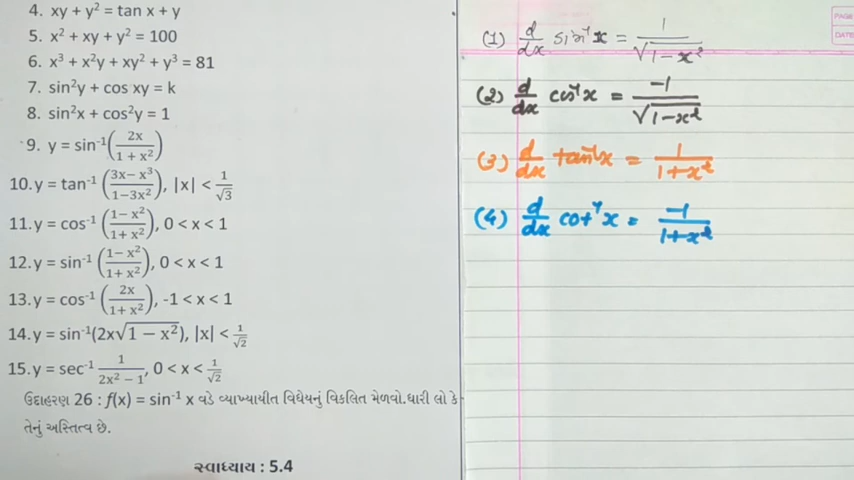 4. xy + y² = tan x + y
5. x² + xy + y² = 100
6. x³ + x²y + xy² + y³ = 81
7. sin²y + cos xy = k
8. sin²x + cos²y = 1
9. y = sin⁻¹(2x/(1 + x²))
10. y = tan⁻¹ ((3x− x³)/(1−3x²)), |x| < 1/√3
11. y = cos⁻¹ ((1− x²)/(1+ x²)), 0 < x < 1
12. y = sin⁻¹ ((1− x²)/(1+ x²)), 0 < x < 1
13. y = cos⁻¹ (2x/(1+ x²)), -1 < x < 1
14. y = sin⁻¹(2x√(1 − x²)), |x| < 1/√2
15. y = sec⁻¹ 1/(2x² − 1), 0 < x < 1/√2
ઉદાહરણ 26 : f(x) = sin⁻¹ x વડે વ્યાખ્યાયીત વિધેયનું વિકલિત મેળવો.ધારી લો કે
તેનું અસ્તિત્વ છે.
સ્વાધ્યાય : 5.4
(1) d/dx sin⁻¹x = 1/√(1−x²)
(2) d/dx cos⁻¹x = −1/√(1−x²)
(3) d/dx tan⁻¹x = 1/(1+x²)
(4) d/dx cot⁻¹x = −1/(1+x²)
PAGE
DATE